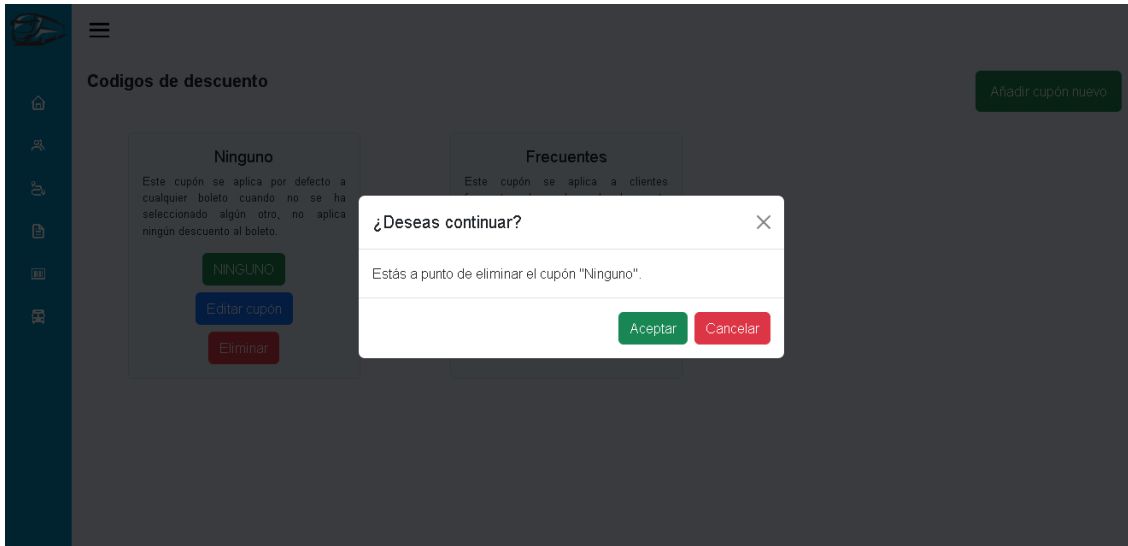 Codigos de descuento
Añadir cupón nuevo
Ninguno
Este cupón se aplica por defecto a
cualquier boleto cuando no se ha
seleccionado algún otro, no aplica
ningún descuento al boleto.
NINGUNO
Editar cupón
Eliminar
Frecuentes
Este cupón se aplica a clientes
¿Deseas continuar?
Estás a punto de eliminar el cupón "Ninguno".
Aceptar
Cancelar